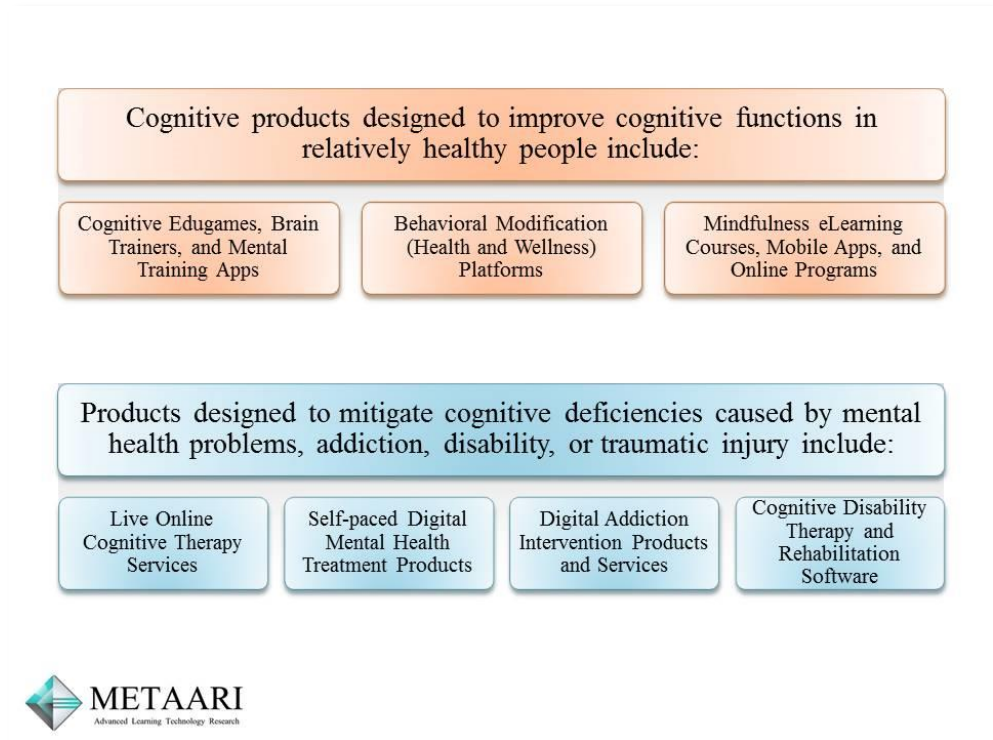 Cognitive products designed to improve cognitive functions in
relatively healthy people include:
Cognitive Edugames, Brain
Trainers, and Mental
Training Apps
Behavioral Modification
(Health and Wellness)
Platforms
Mindfulness eLearning
Courses, Mobile Apps, and
Online Programs
Products designed to mitigate cognitive deficiencies caused by mental
health problems, addiction, disability, or traumatic injury include:
Live Online
Cognitive Therapy
Services
Self-paced Digital
Mental Health
Treatment Products
Digital Addiction
Intervention Products
and Services
Cognitive Disability
Therapy and
Rehabilitation
Software
METAARI
Advanced Learning Technology Research